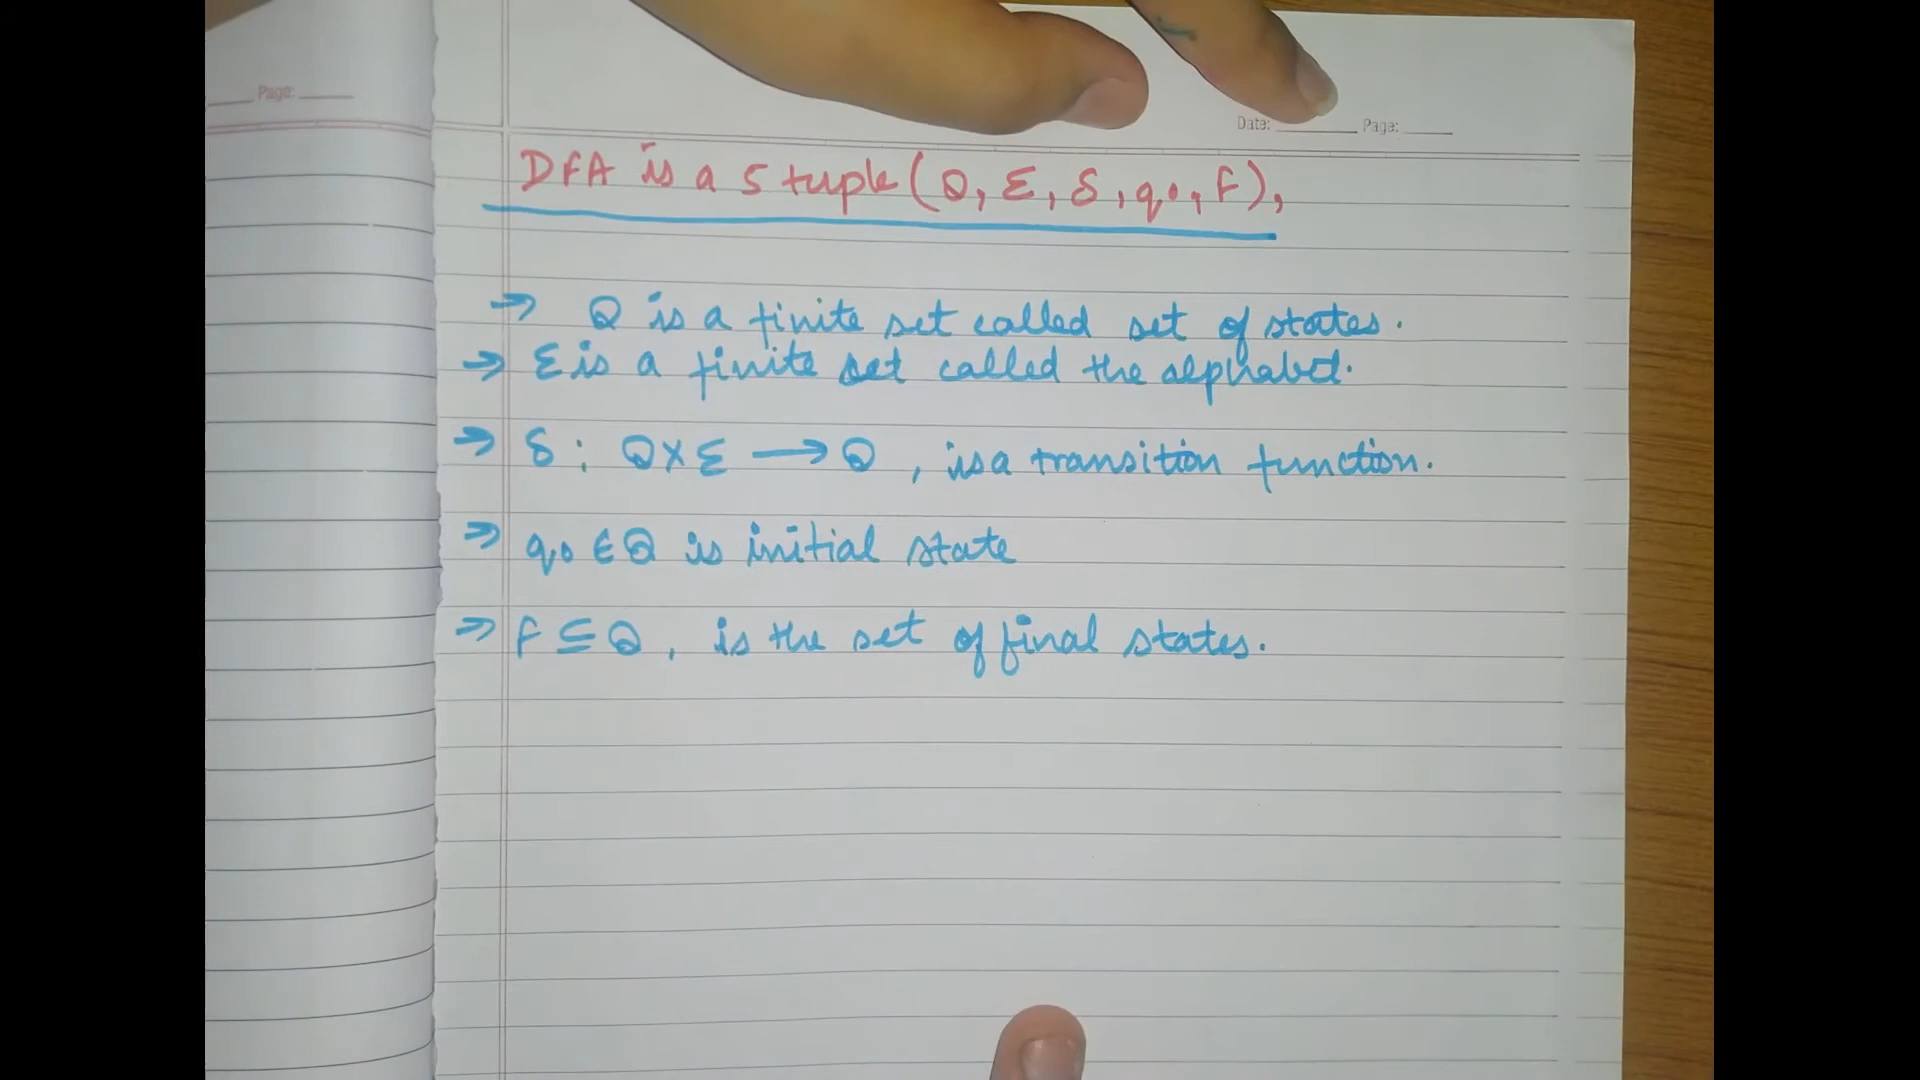 Page:
Date: Page:
DFA is a 5 tuple (Q, Σ, δ, q0, F),
⇒ Q is a finite set called set of states.
⇒ Σ is a finite set called the alphabet.
⇒ δ : Q×Σ → Q , is a transition function.
⇒ q0 ∈ Q is initial state
⇒ F ⊆ Q , is the set of final states.